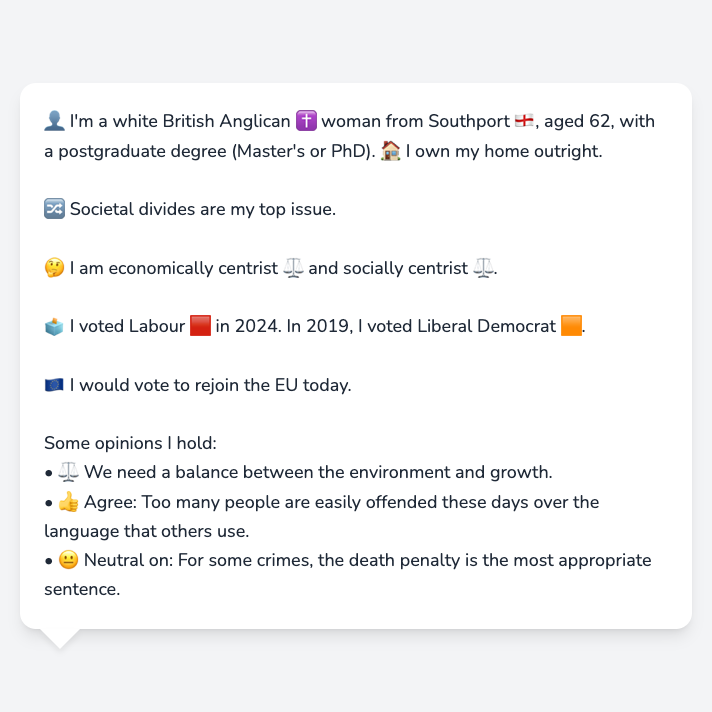 👤 I'm a white British Anglican ✝️ woman from Southport 🏴󠁧󠁢󠁥󠁮󠁧󠁿, aged 62, with
a postgraduate degree (Master's or PhD). 🏠 I own my home outright.
🔀 Societal divides are my top issue.
🤔 I am economically centrist ⚖️ and socially centrist ⚖️.
🗳️ I voted Labour 🟥 in 2024. In 2019, I voted Liberal Democrat 🟧.
🇪🇺 I would vote to rejoin the EU today.
Some opinions I hold:
• ⚖️ We need a balance between the environment and growth.
• 👍 Agree: Too many people are easily offended these days over the
language that others use.
• 😐 Neutral on: For some crimes, the death penalty is the most appropriate
sentence.